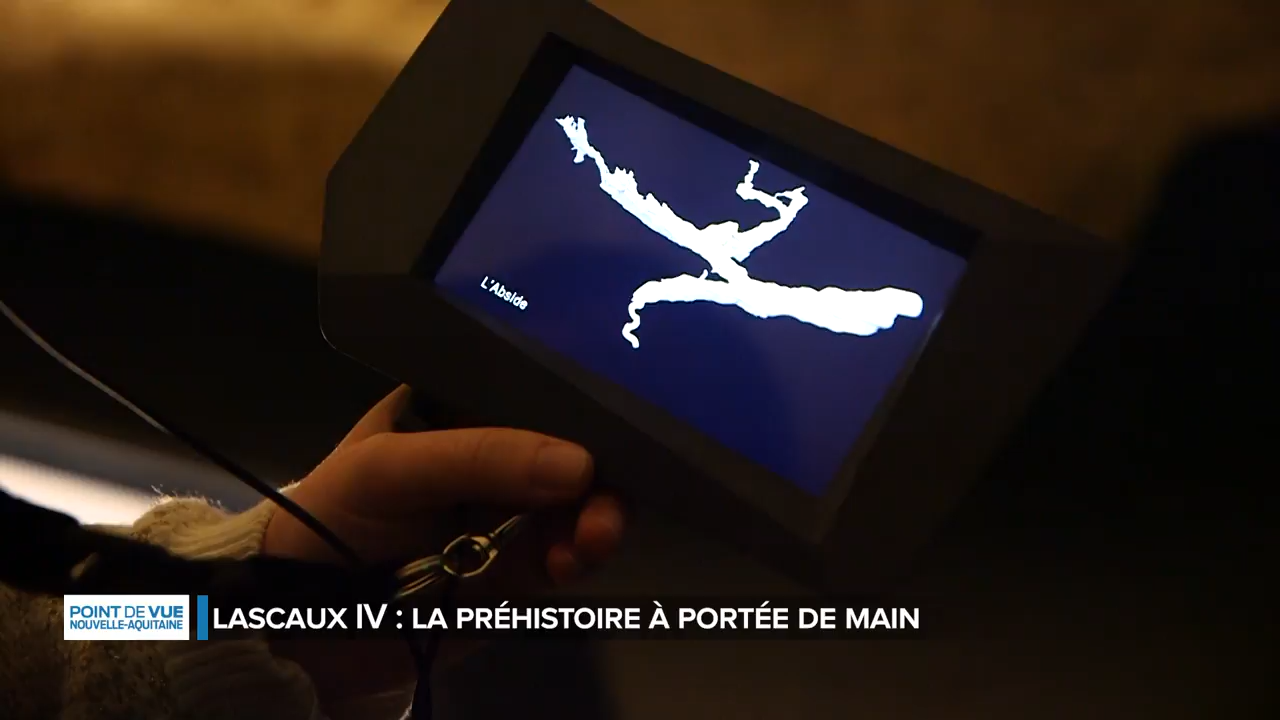 L'Abside
POINT DE VUE
NOUVELLE-AQUITAINE
LASCAUX IV : LA PRÉHISTOIRE À PORTÉE DE MAIN